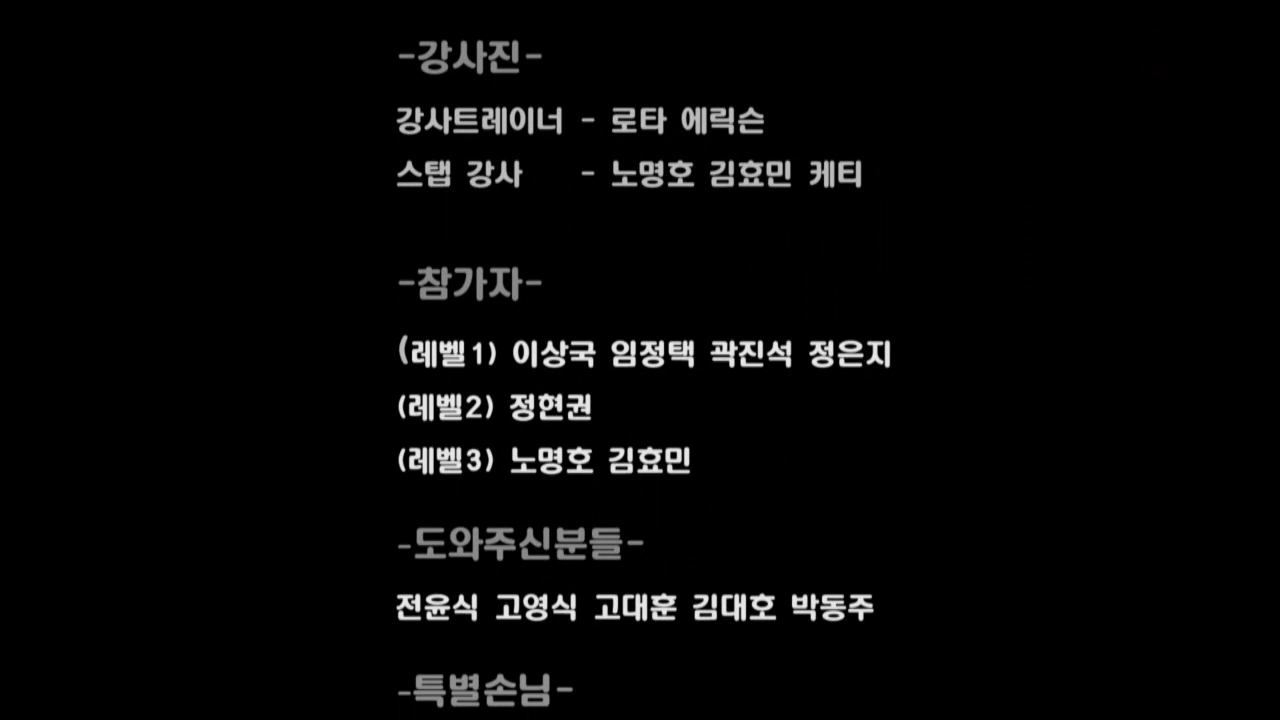 -강사진-
강사트레이너 - 로타 에릭슨
스탭 강사 - 노명호 김효민 케티
-참가자-
(레벨1) 이상국 임정택 곽진석 정은지
(레벨2) 정현권
(레벨3) 노명호 김효민
-도와주신분들-
전윤식 고영식 고대훈 김대호 박동주
-특별손님-